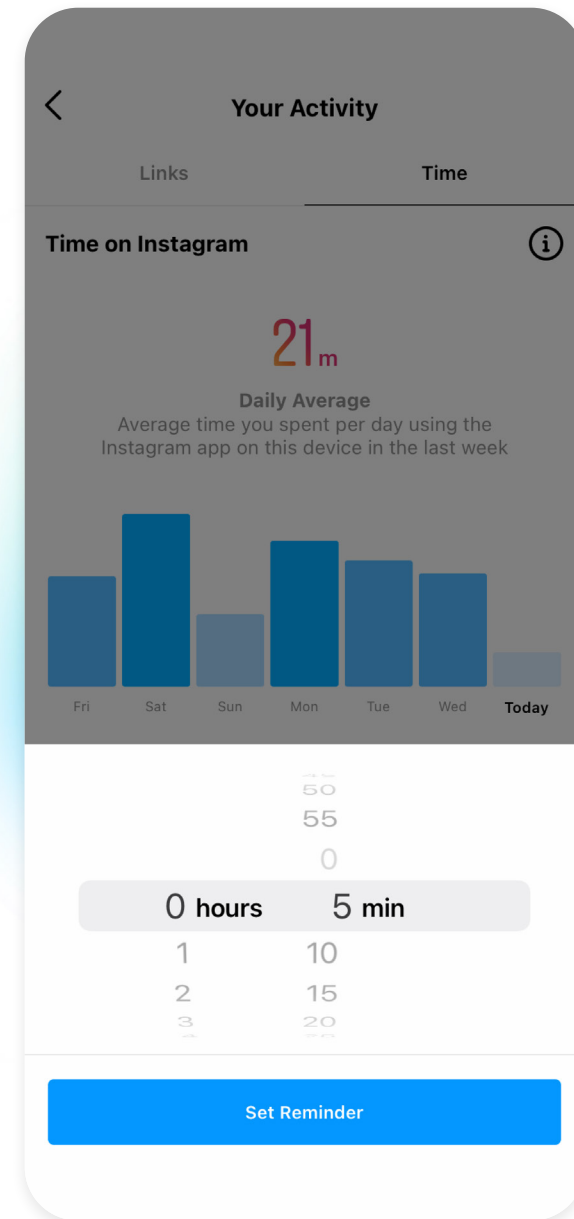 Your Activity
Links Time
Time on Instagram
21m
Daily Average
Average time you spent per day using the
Instagram app on this device in the last week
Fri Sat Sun Mon Tue Wed Today
50
55
0
0 hours 5 min
1 10
2 15
3 20
Set Reminder